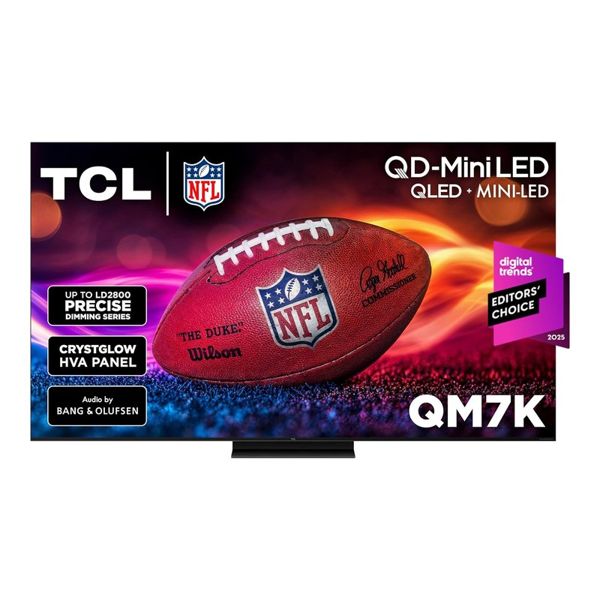 TCL
NFL
QD-Mini LED
QLED + MINI-LED
UP TO LD2800
PRECISE
DIMMING SERIES
CRYSTGLOW
HVA PANEL
Audio by
BANG & OLUFSEN
NFL
"THE DUKE"
Wilson
COMMISSIONER
digital
trends
EDITORS'
CHOICE
2025
QM7K